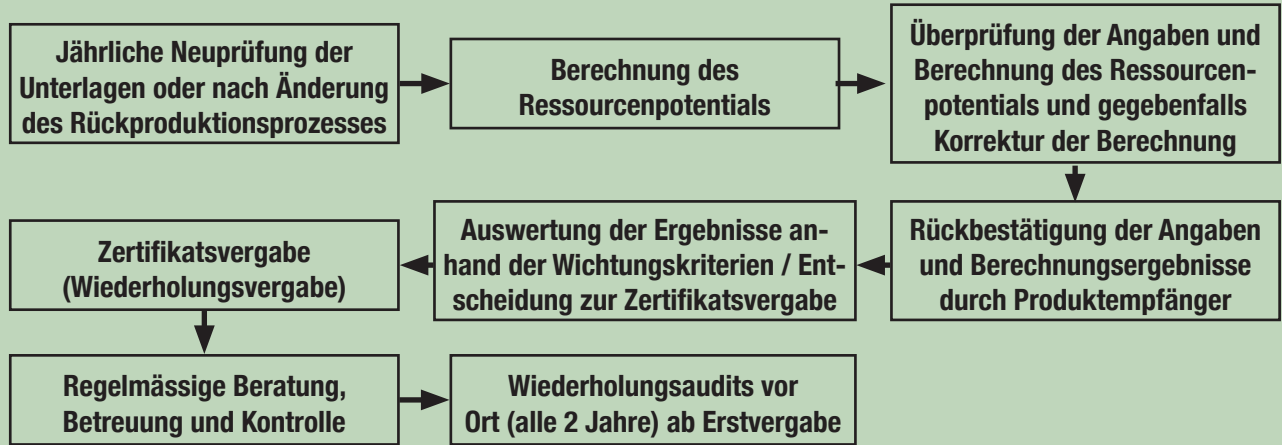 Jährliche Neuprüfung der
Unterlagen oder nach Änderung
des Rückproduktionsprozesses
Berechnung des
Ressourcenpotentials
Überprüfung der Angaben und
Berechnung des Ressourcen-
potentials und gegebenfalls
Korrektur der Berechnung
Rückbestätigung der Angaben
und Berechnungsergebnisse
durch Produktempfänger
Auswertung der Ergebnisse an-
hand der Wichtungskriterien / Ent-
scheidung zur Zertifikatsvergabe
Zertifikatsvergabe
(Wiederholungsvergabe)
Regelmässige Beratung,
Betreuung und Kontrolle
Wiederholungsaudits vor
Ort (alle 2 Jahre) ab Erstvergabe